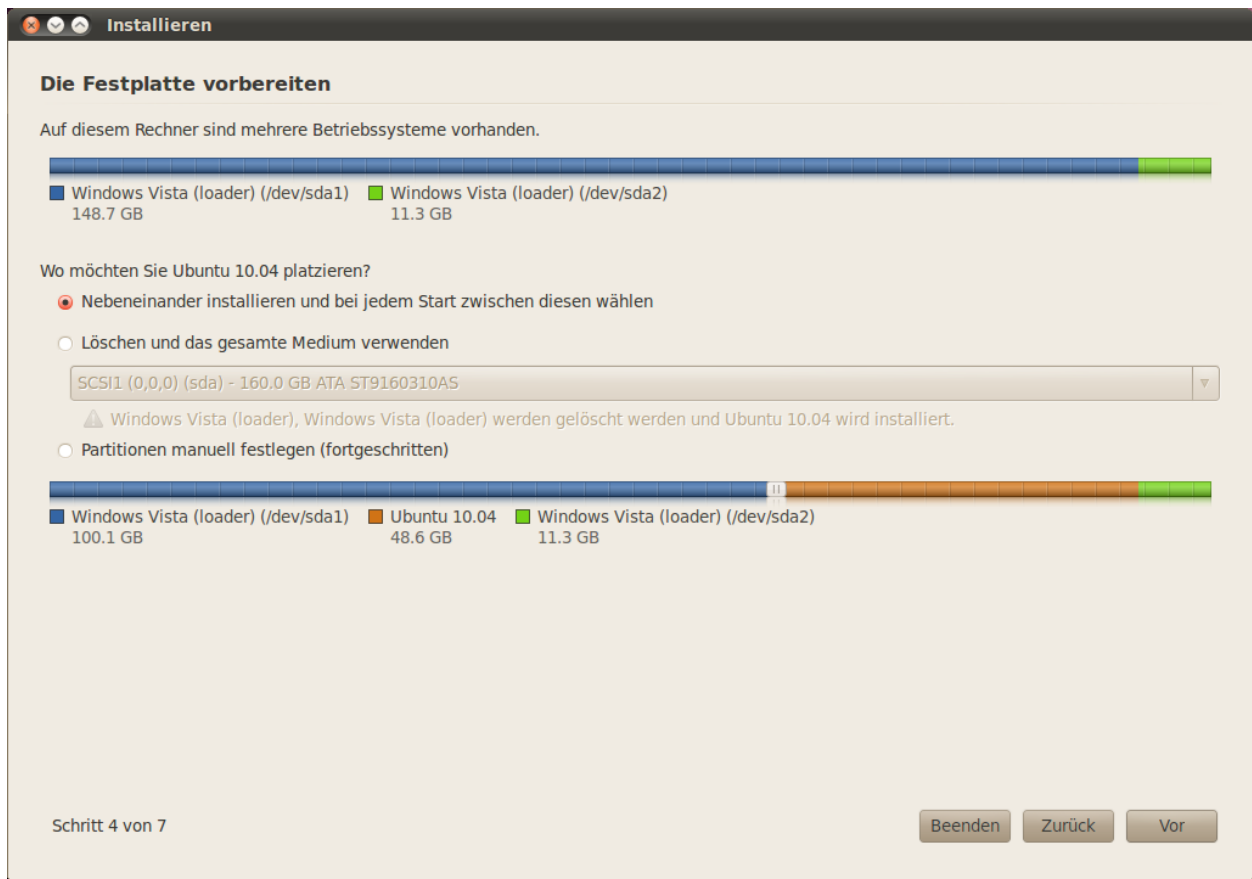 Installieren
Die Festplatte vorbereiten
Auf diesem Rechner sind mehrere Betriebssysteme vorhanden.
Windows Vista (loader) (/dev/sda1) Windows Vista (loader) (/dev/sda2)
148.7 GB 11.3 GB
Wo möchten Sie Ubuntu 10.04 platzieren?
Nebeneinander installieren und bei jedem Start zwischen diesen wählen
Löschen und das gesamte Medium verwenden
SCSI1 (0,0,0) (sda) - 160.0 GB ATA ST9160310AS
Windows Vista (loader), Windows Vista (loader) werden gelöscht werden und Ubuntu 10.04 wird installiert.
Partitionen manuell festlegen (fortgeschritten)
Windows Vista (loader) (/dev/sda1) Ubuntu 10.04 Windows Vista (loader) (/dev/sda2)
100.1 GB 48.6 GB 11.3 GB
Schritt 4 von 7 Beenden Zurück Vor